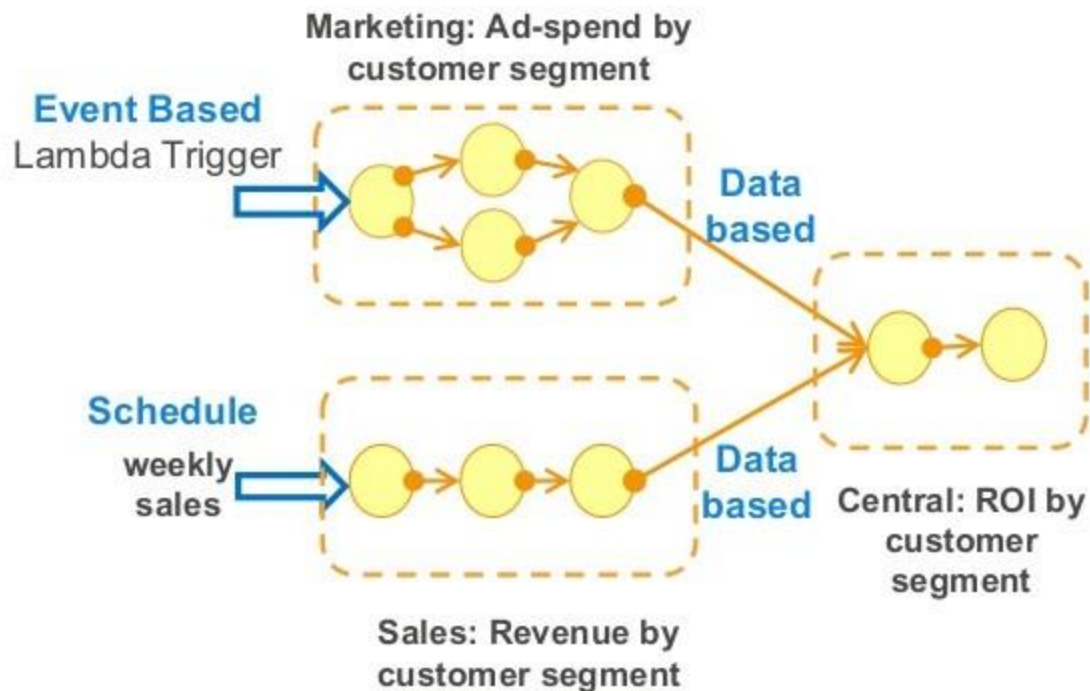 Marketing: Ad-spend by
customer segment
Event Based
Lambda Trigger
Data
based
Schedule
weekly
sales
Data
based
Central: ROI by
customer
segment
Sales: Revenue by
customer segment